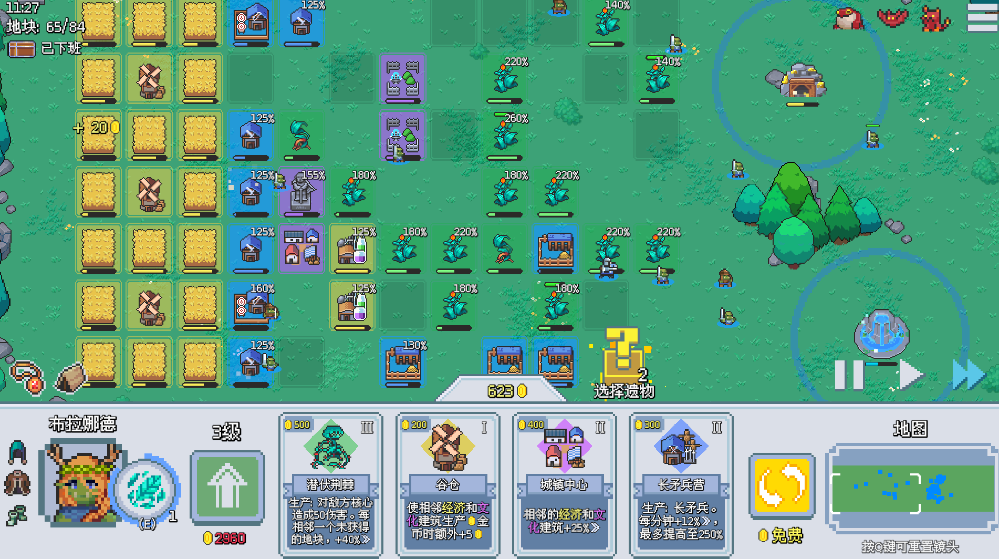 11:27
地块: 65/84
已下班
125%
140%
220%
140%
+ 20
125%
260%
125%
155%
180%
180%
220%
125%
125%
180%
220%
220%
220%
160%
125%
180%
180%
125%
130%
2
选择遗物
623
布拉娜德
(E)
1
3级
2960
500
III
潜伏荆棘
生产: 对敌方核心
造成50伤害。每
相邻一个未获得
的地块, +40%
200
I
谷仓
使相邻经济和文
化建筑生产金
币时额外+5
400
II
城镇中心
相邻的经济和文
化建筑+25%
300
II
长矛兵营
生产: 长矛兵。
每分钟+12%,
最多提高至250%
免费
地图
按Q键可重置镜头